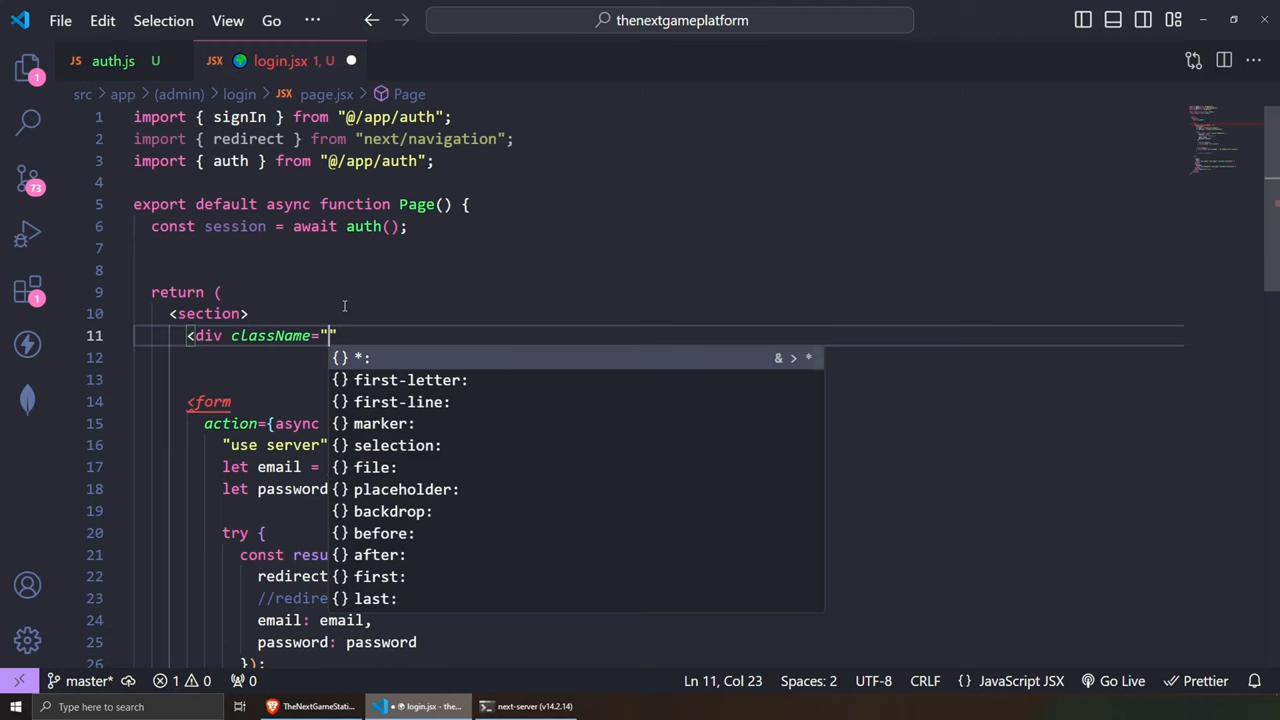 File Edit Selection View Go ··· thenextgameplatform
JS auth.js U JSX login.jsx 1, U
src > app > (admin) > login > JSX page.jsx > Page
1 import { signIn } from "@/app/auth";
2 import { redirect } from "next/navigation";
3 import { auth } from "@/app/auth";
4
5 export default async function Page() {
6 const session = await auth();
7
8
9 return (
10 <section>
11 <div className=""
12 {} *: & > *
13 {} first-letter:
14 <form {} first-line:
15 action={async {} marker:
16 "use server" {} selection:
17 let email = {} file:
18 let password {} placeholder:
19 {} backdrop:
20 try { {} before:
21 const resu {} after:
22 redirect {} first:
23 //redire {} last:
24 email: email,
25 password: password
26 });
1
73
1
master* 1 0 0 Ln 11, Col 23 Spaces: 2 UTF-8 CRLF {} JavaScript JSX Go Live Prettier
Type here to search TheNextGameStati... login.jsx - the... next-server (v14.2.14)